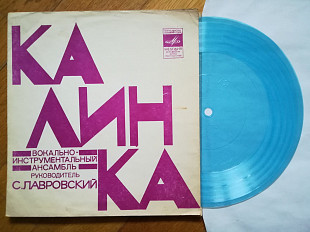 КА
ЛИН
ВОКАЛЬНО-
ИНСТРУМЕНТАЛЬНЫЙ
АНСАМБЛЬ
РУКОВОДИТЕЛЬ
С.ЛАВРОВСКИЙ
КА